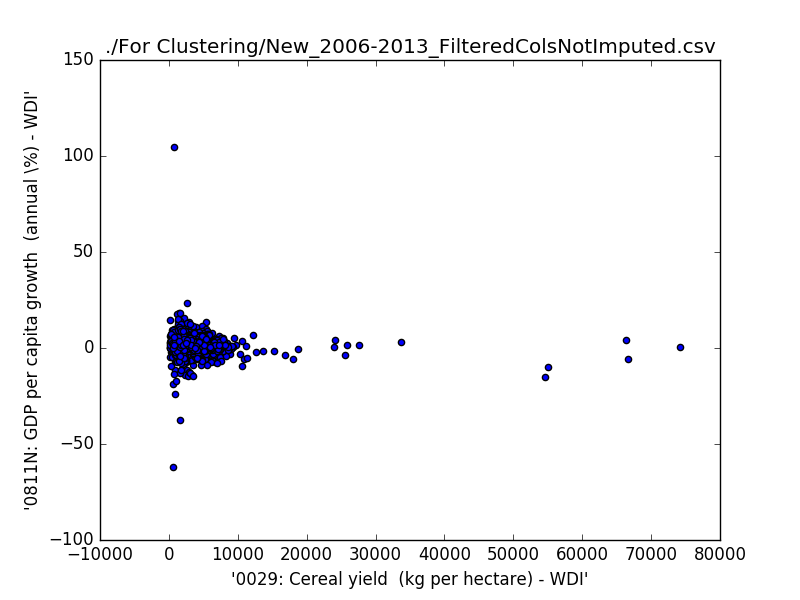 ./For Clustering/New_2006-2013_FilteredColsNotImputed.csv
150
100
50
0
−50
−100
−10000 0 10000 20000 30000 40000 50000 60000 70000 80000
'0029: Cereal yield  (kg per hectare) - WDI'
'0811N: GDP per capita growth  (annual \%) - WDI'